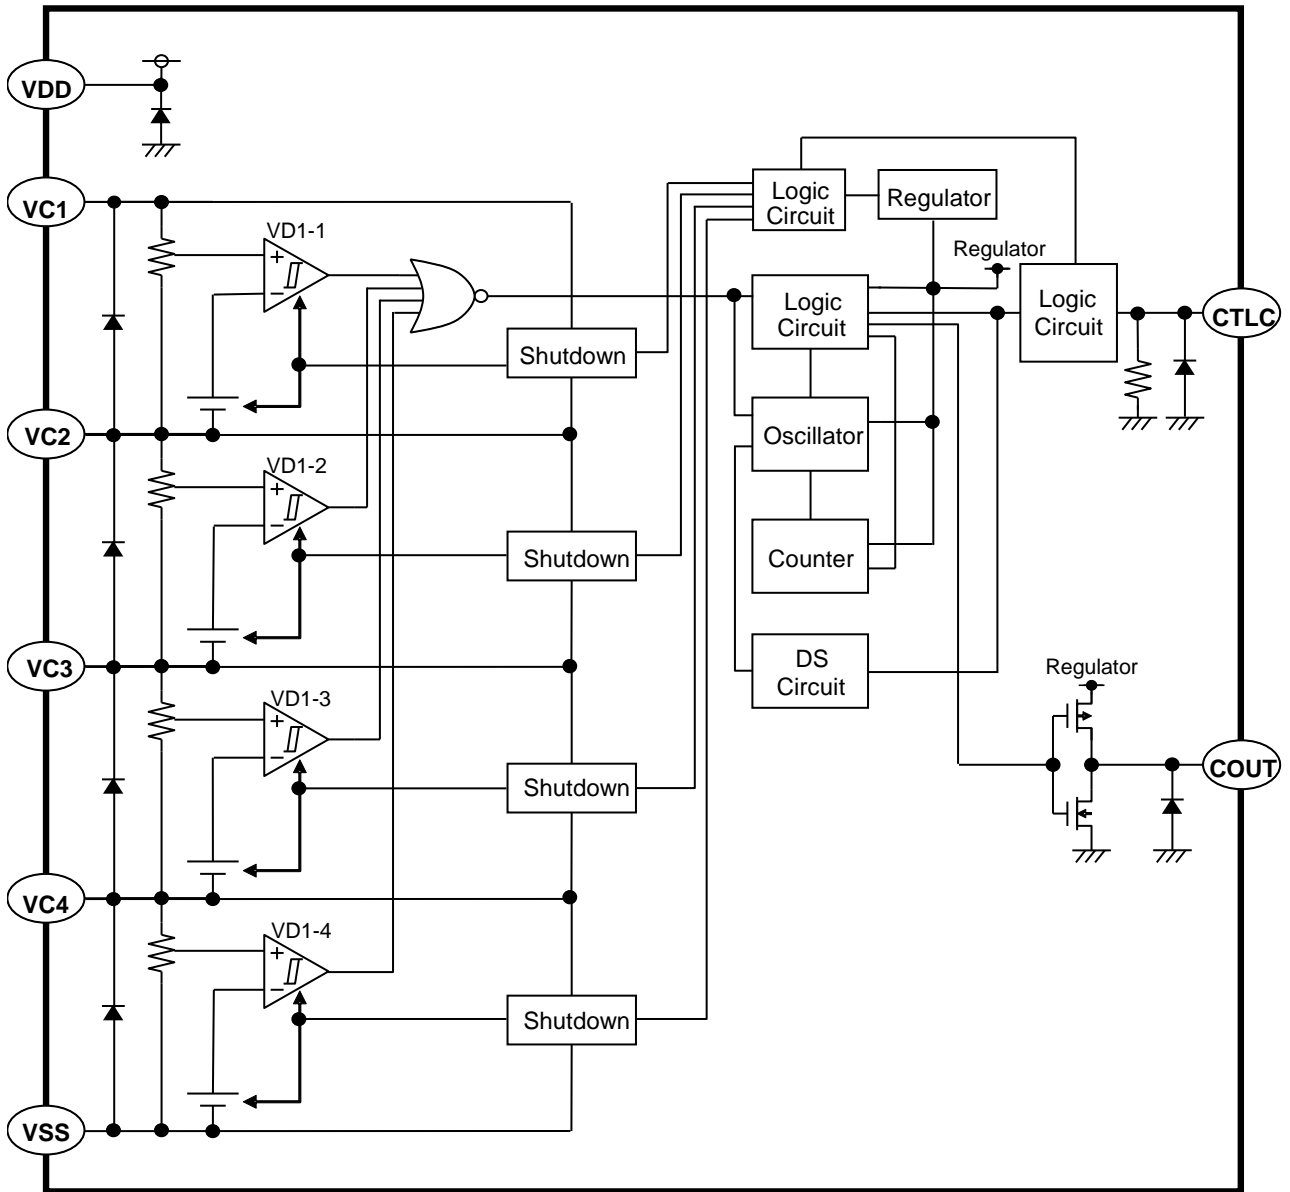 VDD
VC1
VD1-1
Logic
Circuit
Regulator
Regulator
Logic
Circuit
Logic
Circuit
CTLC
Shutdown
VC2
Oscillator
VD1-2
Shutdown
Counter
VC3
DS
Circuit
Regulator
VD1-3
Shutdown
COUT
VC4
VD1-4
Shutdown
VSS